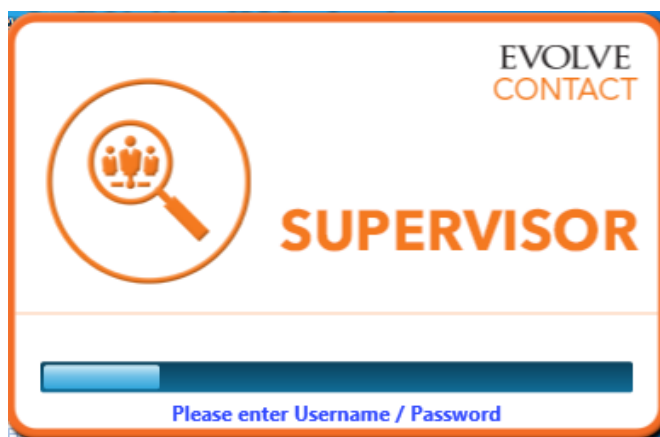 EVOLVE
CONTACT
SUPERVISOR
Please enter Username / Password